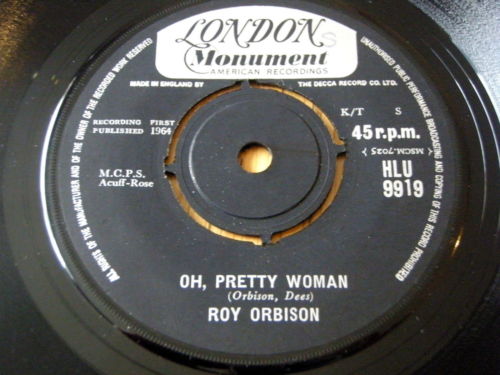 LONDON
S
Monument
AMERICAN RECORDINGS
MADE IN ENGLAND BY THE DECCA RECORD CO. LTD.
RECORDING FIRST
PUBLISHED 1964
K/T S
45 r.p.m.
MSCM.7025
HLU
9919
M.C.P.S.
Acuff-Rose
OH, PRETTY WOMAN
(Orbison, Dees)
ROY ORBISON
ALL RIGHTS OF THE MANUFACTURER AND OF THE OWNER OF THE RECORDED WORK RESERVED
UNAUTHORISED PUBLIC PERFORMANCE BROADCASTING AND COPYING OF THIS RECORD PROHIBITED